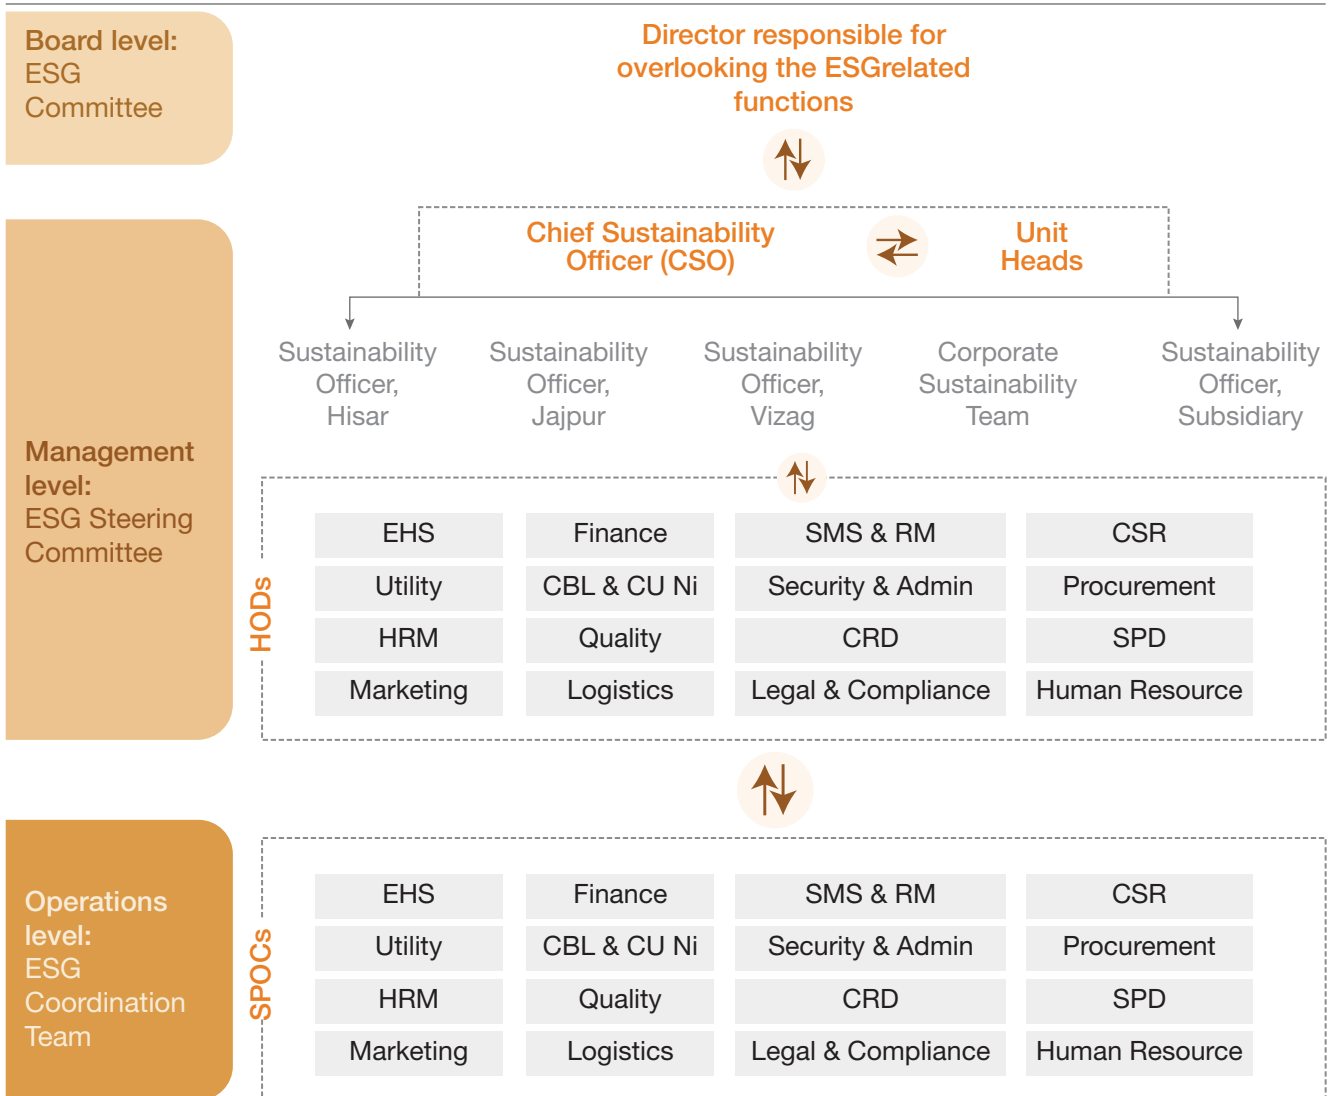 Board level:
ESG
Committee
Director responsible for
overlooking the ESGrelated
functions
Chief Sustainability
Officer (CSO)
Unit
Heads
Sustainability
Officer,
Hisar
Sustainability
Officer,
Jajpur
Sustainability
Officer,
Vizag
Corporate
Sustainability
Team
Sustainability
Officer,
Subsidiary
Management
level:
ESG Steering
Committee
HODs
EHS Finance SMS & RM CSR
Utility CBL & CU Ni Security & Admin Procurement
HRM Quality CRD SPD
Marketing Logistics Legal & Compliance Human Resource
Operations
level:
ESG
Coordination
Team
SPOCs
EHS Finance SMS & RM CSR
Utility CBL & CU Ni Security & Admin Procurement
HRM Quality CRD SPD
Marketing Logistics Legal & Compliance Human Resource